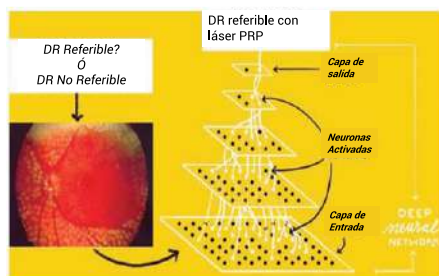 DR Referible?
Ó
DR No Referible
DR referible con
láser PRP
Capa de
salida
Neuronas
Activadas
Capa de
Entrada
DEEP
neural
NETWORK